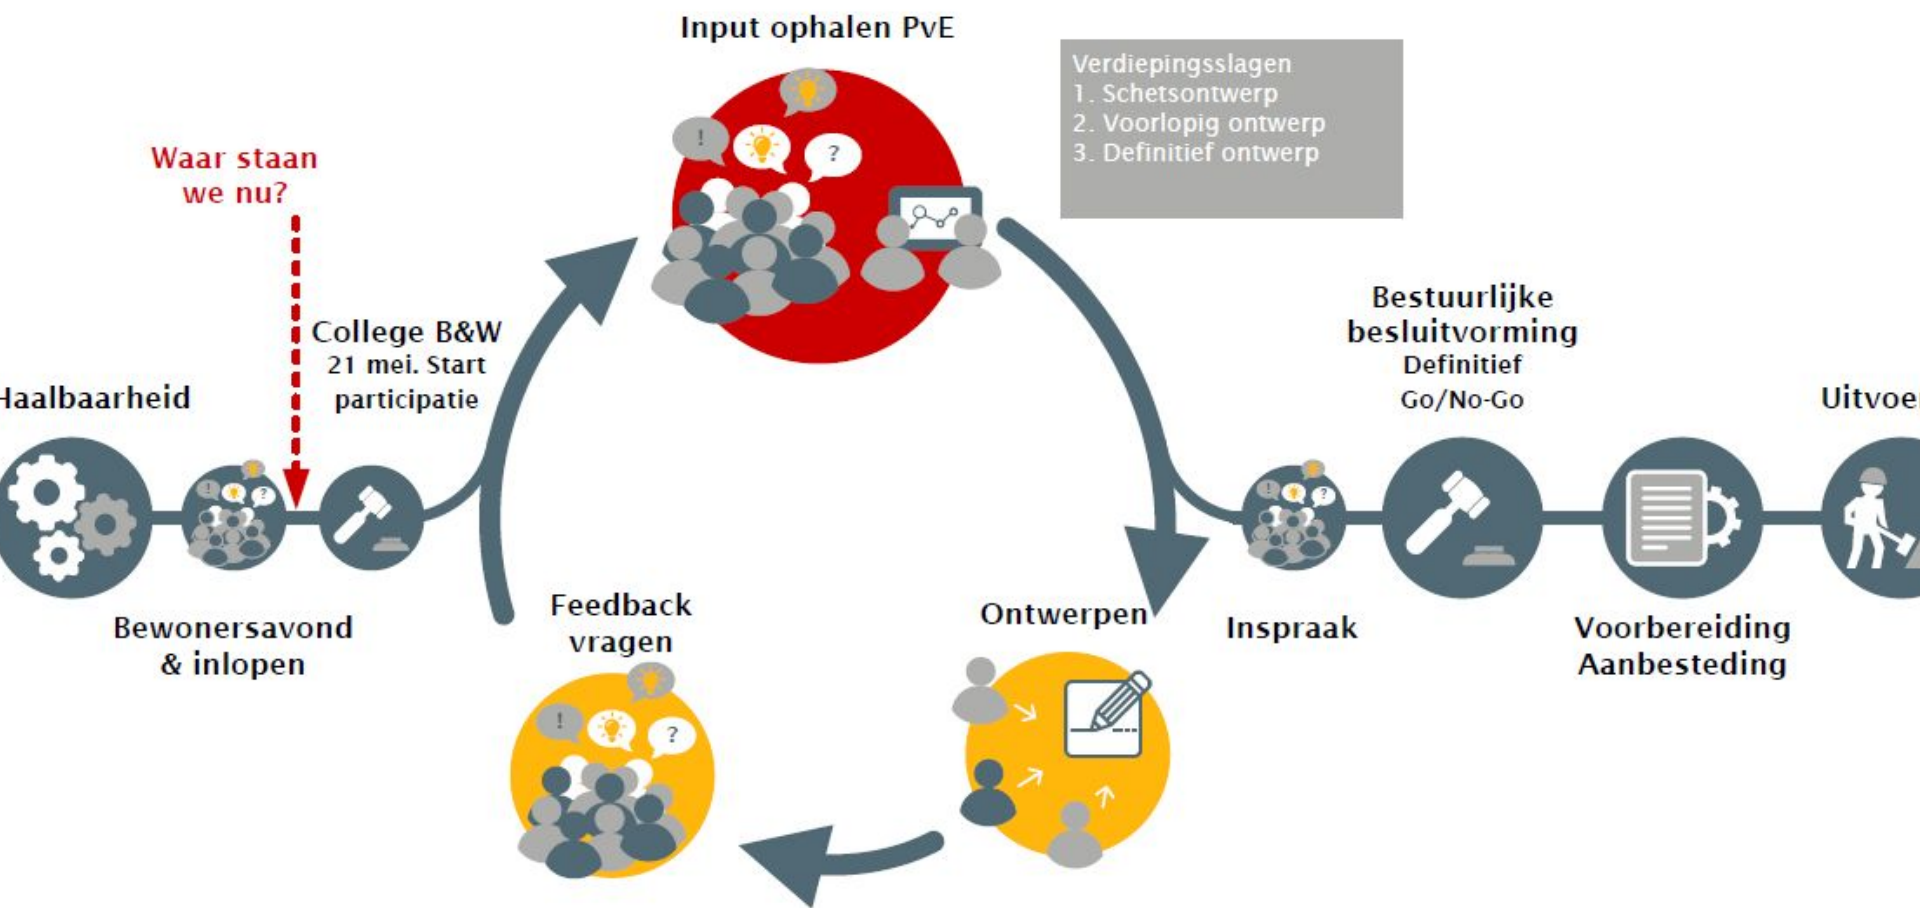 Input ophalen PvE
Verdiepingsslagen
1. Schetsontwerp
2. Voorlopig ontwerp
3. Definitief ontwerp
Waar staan
we nu?
College B&W
21 mei. Start
participatie
Haalbaarheid
Bestuurlijke
besluitvorming
Definitief
Go/No-Go
Uitvoe
Bewonersavond
& inlopen
Feedback
vragen
Ontwerpen
Inspraak
Voorbereiding
Aanbesteding